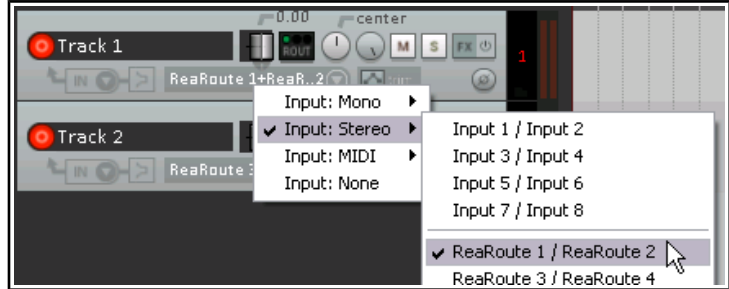 0.00 center
Track 1 ROUT M S FX 1
IN ReaRoute 1+ReaR..2 trim
Input: Mono
Input: Stereo
Input: MIDI
Input: None
Track 2
IN ReaRoute 3
Input 1 / Input 2
Input 3 / Input 4
Input 5 / Input 6
Input 7 / Input 8
ReaRoute 1 / ReaRoute 2
ReaRoute 3 / ReaRoute 4